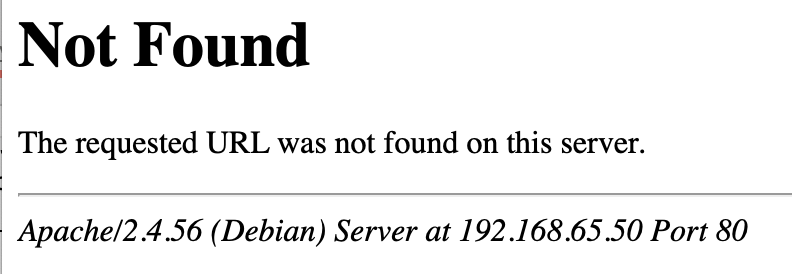 Not Found
The requested URL was not found on this server.
Apache/2.4.56 (Debian) Server at 192.168.65.50 Port 80